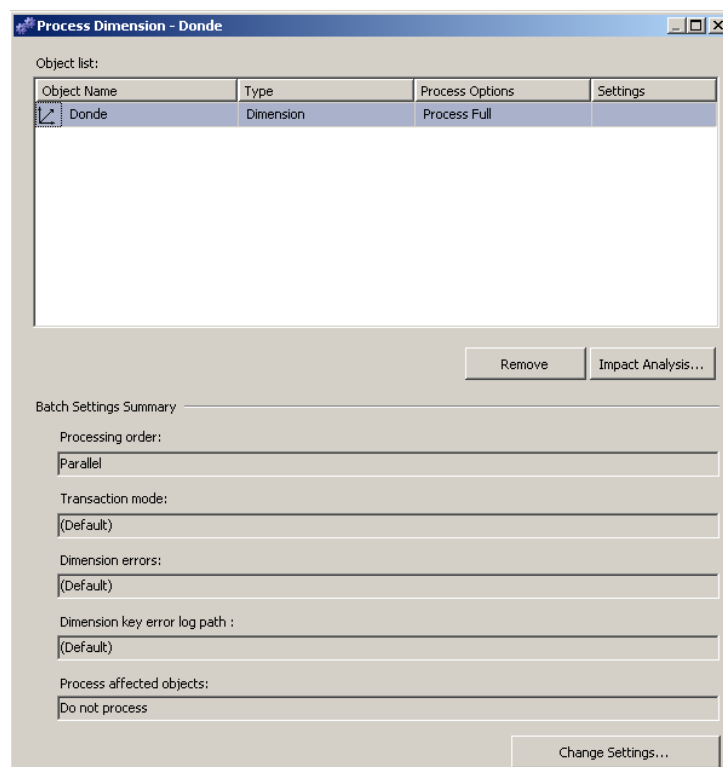 Process Dimension - Donde
Object list:
Object Name Type Process Options Settings
Donde Dimension Process Full
Remove Impact Analysis...
Batch Settings Summary
Processing order:
Parallel
Transaction mode:
(Default)
Dimension errors:
(Default)
Dimension key error log path :
(Default)
Process affected objects:
Do not process
Change Settings...